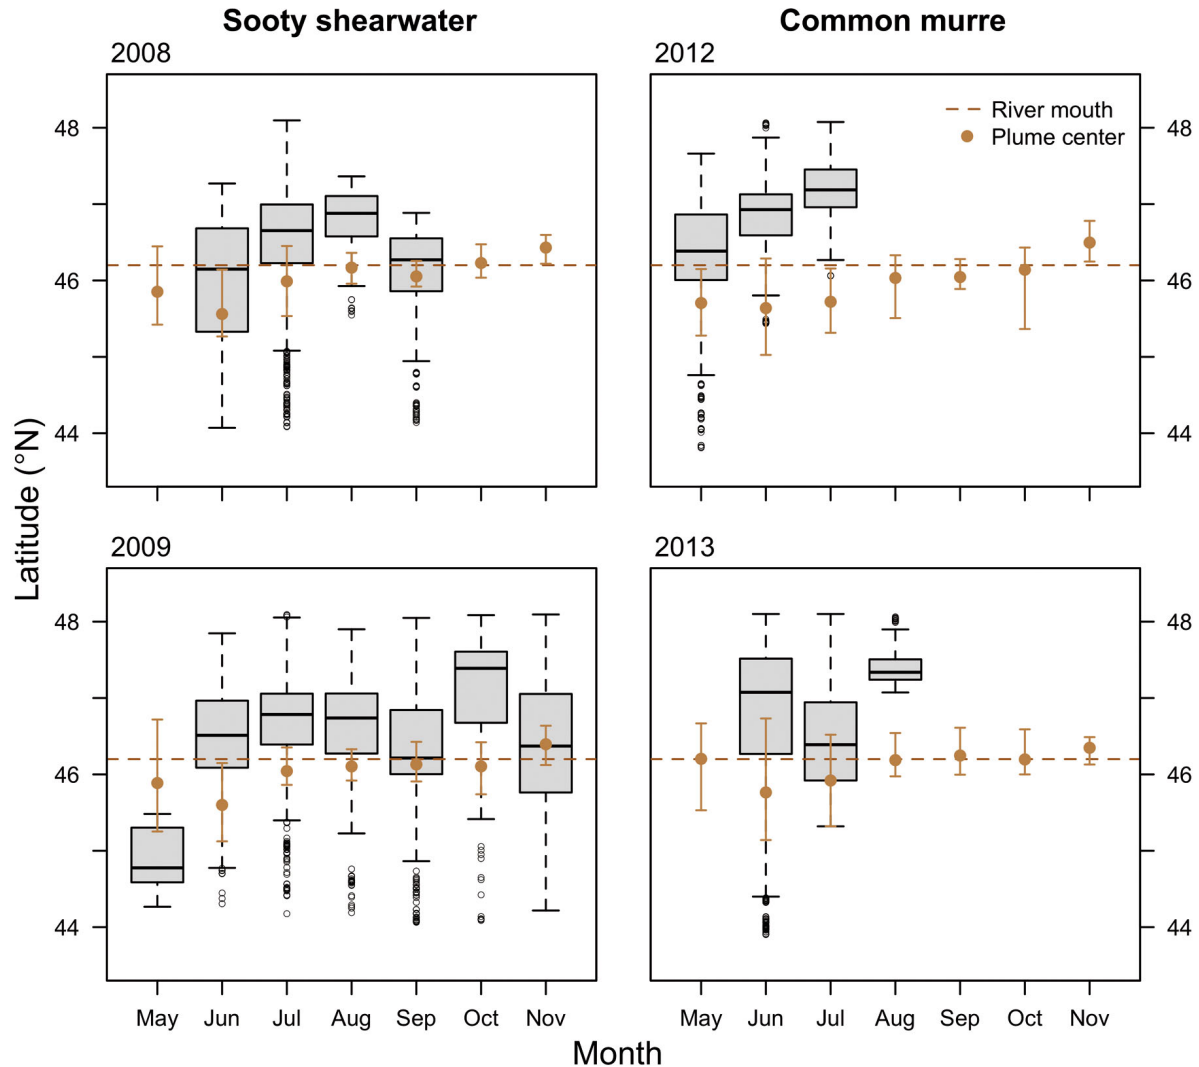 Sooty shearwater
Common murre
2008
2012
48
46
44
River mouth
Plume center
48
46
44
Latitude (°N)
2009
2013
48
46
44
48
46
44
May Jun Jul Aug Sep Oct Nov
May Jun Jul Aug Sep Oct Nov
Month